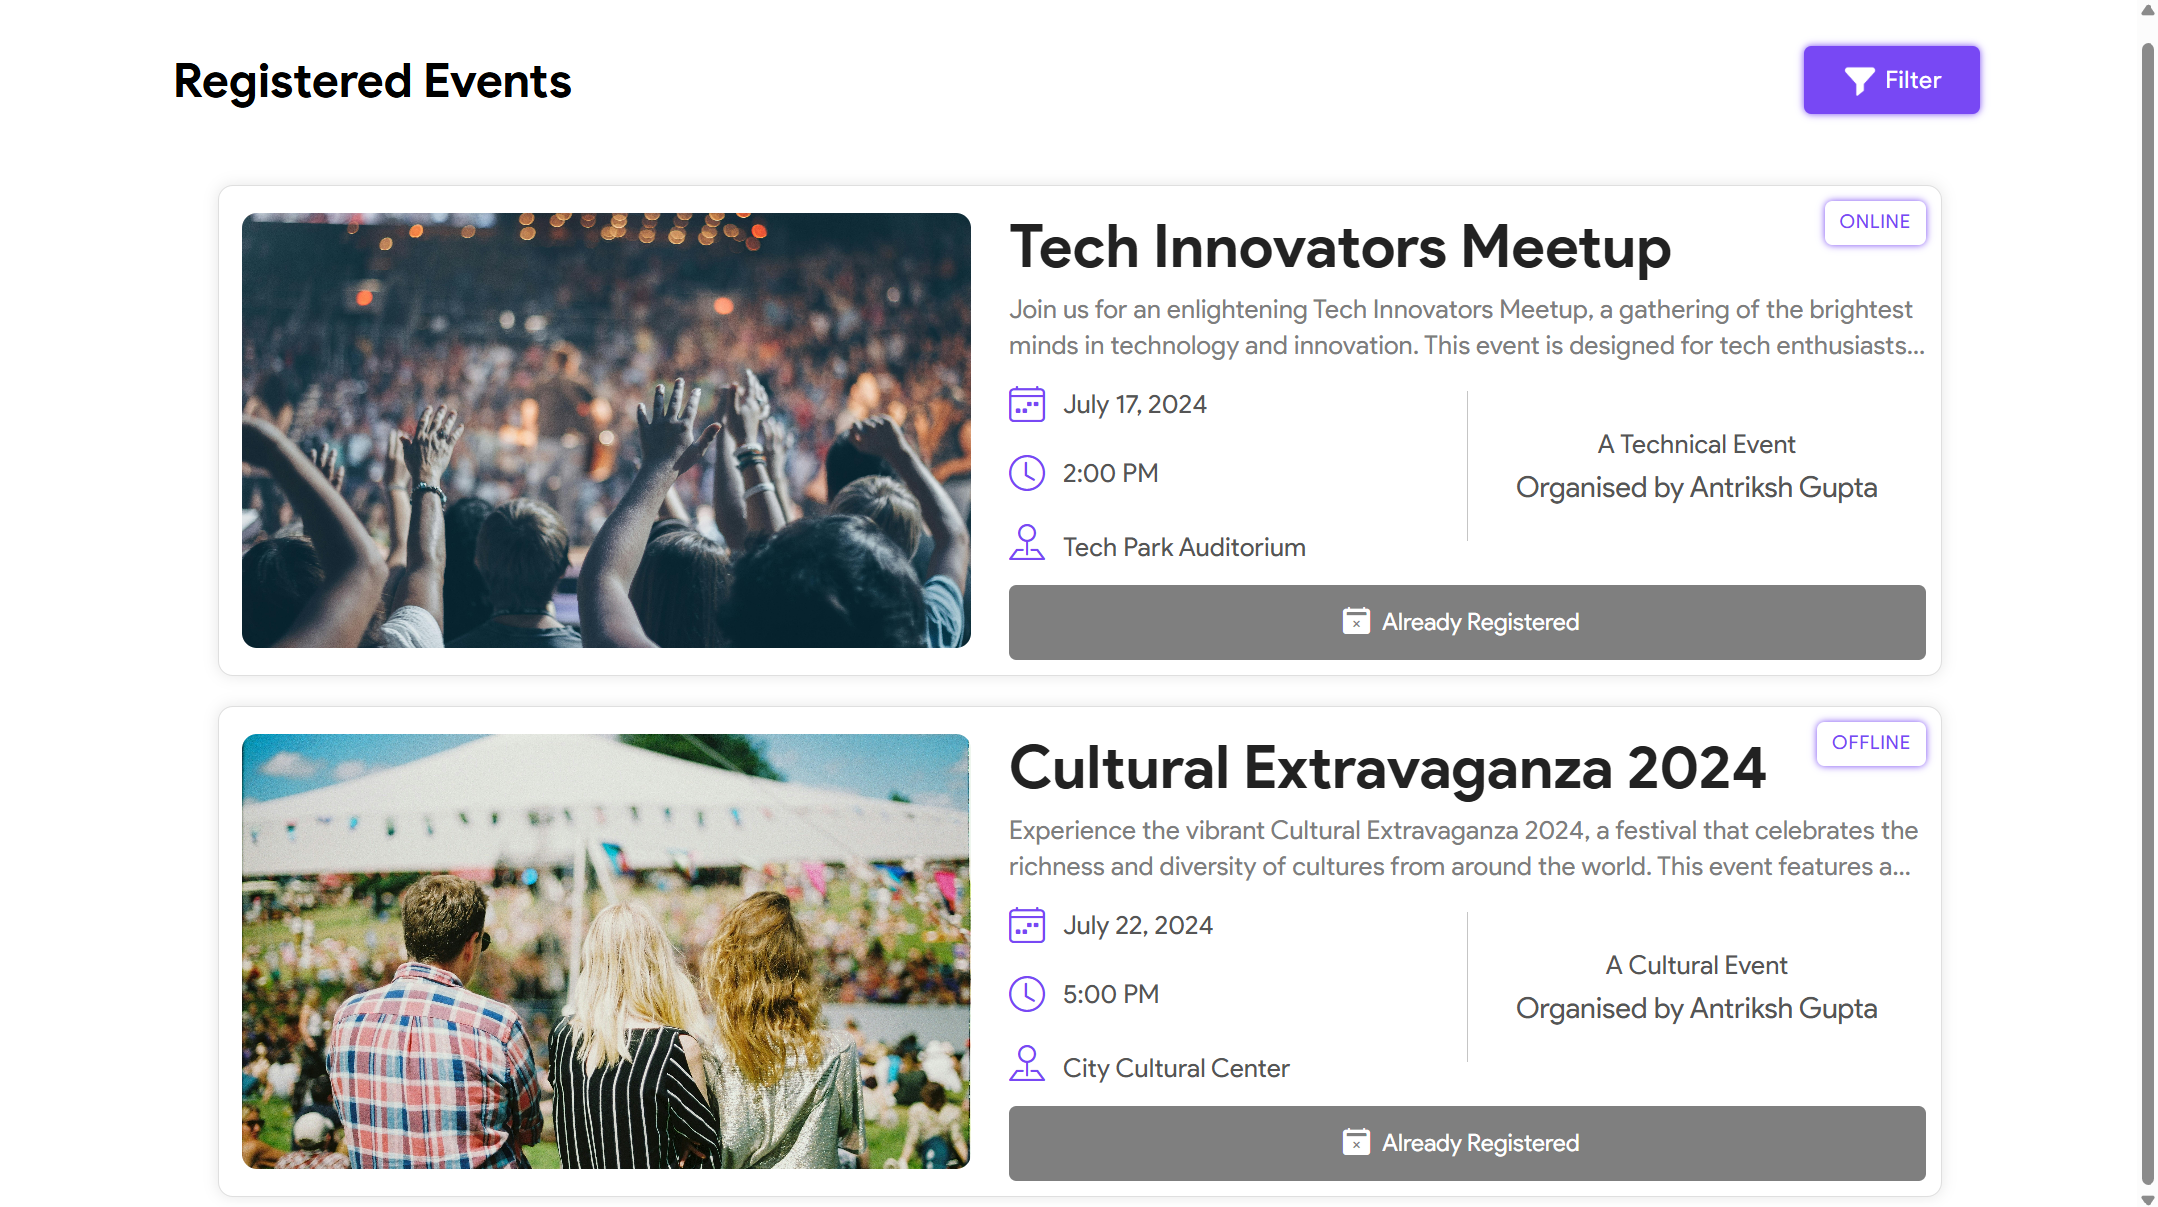 Registered Events
Filter
ONLINE
Tech Innovators Meetup
Join us for an enlightening Tech Innovators Meetup, a gathering of the brightest
minds in technology and innovation. This event is designed for tech enthusiasts...
July 17, 2024
2:00 PM
Tech Park Auditorium
A Technical Event
Organised by Antriksh Gupta
Already Registered
OFFLINE
Cultural Extravaganza 2024
Experience the vibrant Cultural Extravaganza 2024, a festival that celebrates the
richness and diversity of cultures from around the world. This event features a...
July 22, 2024
5:00 PM
City Cultural Center
A Cultural Event
Organised by Antriksh Gupta
Already Registered